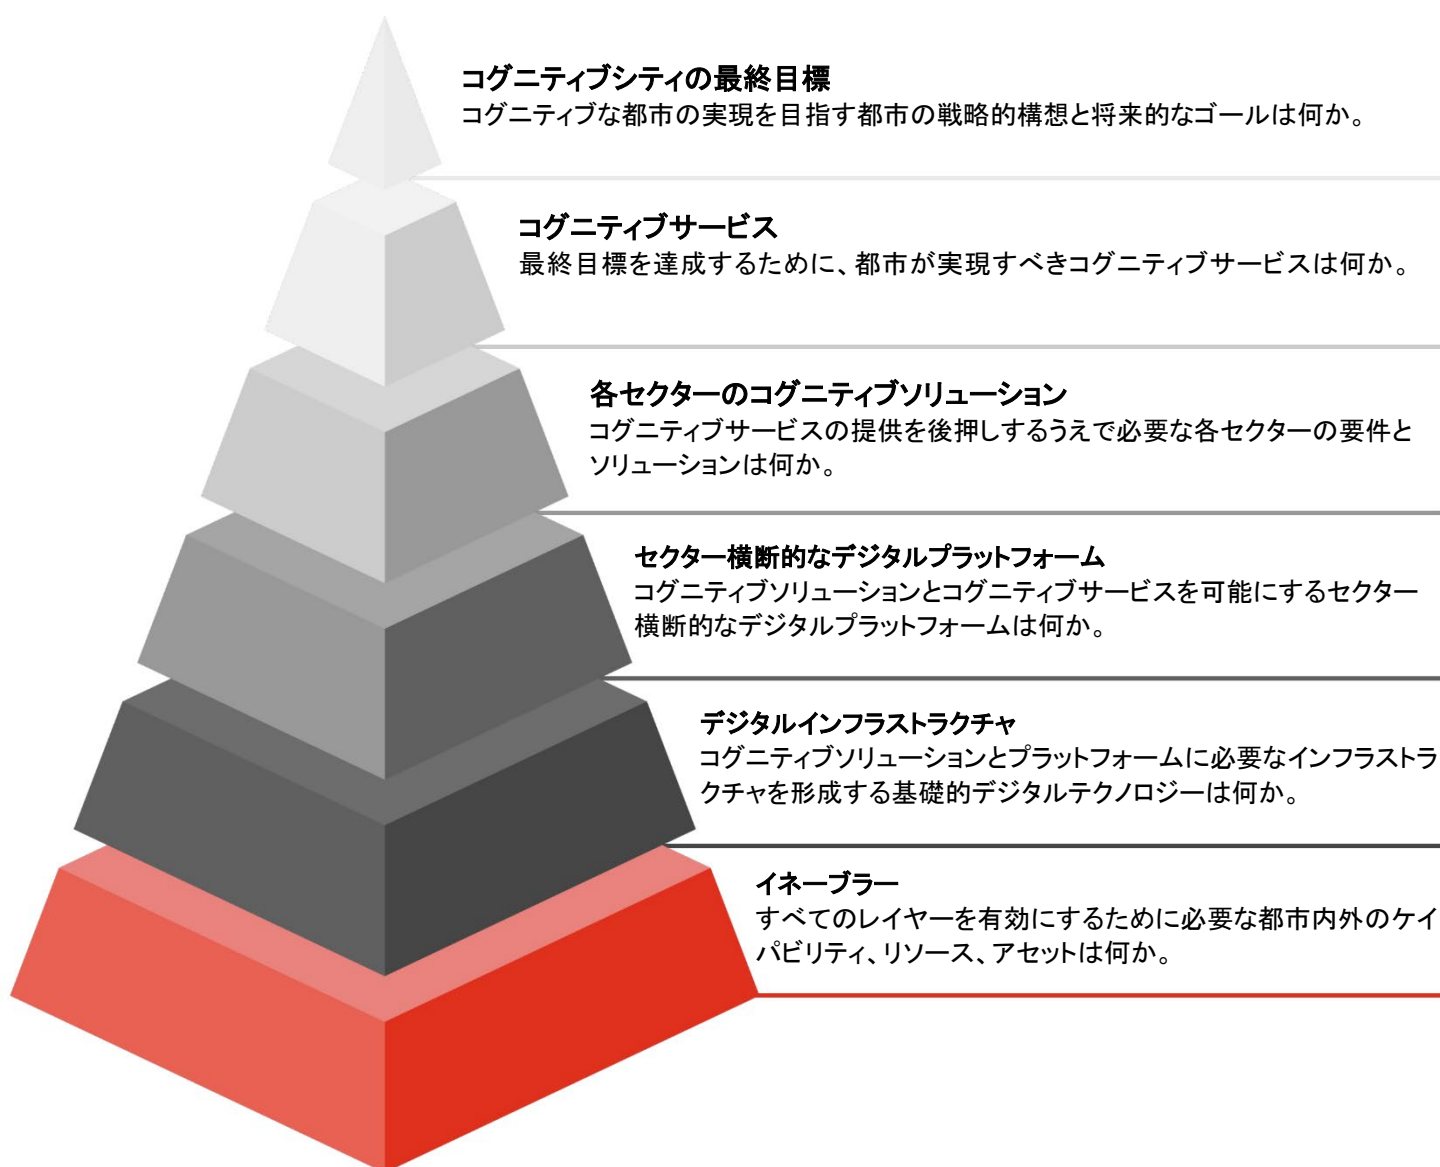 コグニティブシティの最終目標
コグニティブな都市の実現を目指す都市の戦略的構想と将来的なゴールは何か。
コグニティブサービス
最終目標を達成するために、都市が実現すべきコグニティブサービスは何か。
各セクターのコグニティブソリューション
コグニティブサービスの提供を後押しするうえで必要な各セクターの要件と
ソリューションは何か。
セクター横断的なデジタルプラットフォーム
コグニティブソリューションとコグニティブサービスを可能にするセクター
横断的なデジタルプラットフォームは何か。
デジタルインフラストラクチャ
コグニティブソリューションとプラットフォームに必要なインフラストラ
クチャを形成する基礎的デジタルテクノロジーは何か。
イネーブラー
すべてのレイヤーを有効にするために必要な都市内外のケイ
パビリティ、リソース、アセットは何か。